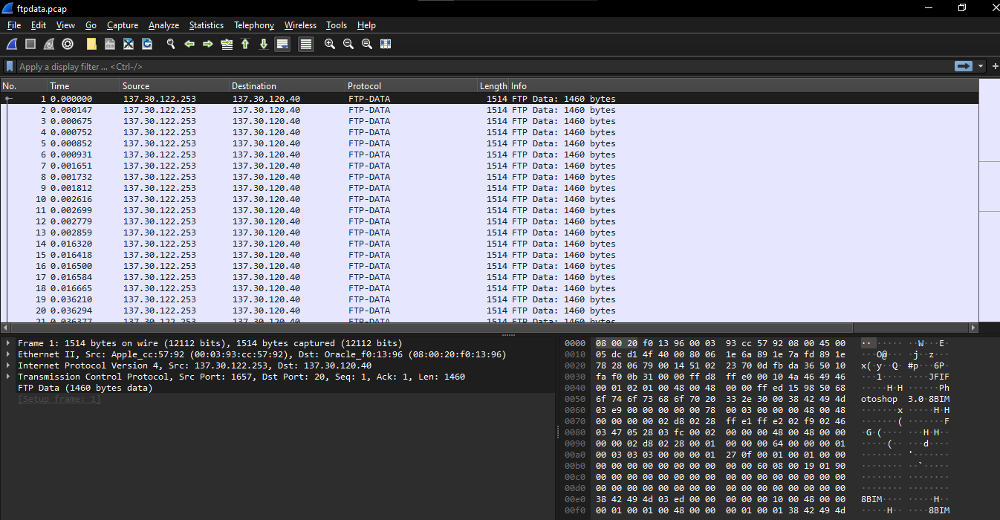 ftpdata.pcap
File Edit View Go Capture Analyze Statistics Telephony Wireless Tools Help
Apply a display filter ... <Ctrl-/>
No. Time Source Destination Protocol Length Info
1 0.000000 137.30.122.253 137.30.120.40 FTP-DATA 1514 FTP Data: 1460 bytes
2 0.000147 137.30.122.253 137.30.120.40 FTP-DATA 1514 FTP Data: 1460 bytes
3 0.000675 137.30.122.253 137.30.120.40 FTP-DATA 1514 FTP Data: 1460 bytes
4 0.000752 137.30.122.253 137.30.120.40 FTP-DATA 1514 FTP Data: 1460 bytes
5 0.000852 137.30.122.253 137.30.120.40 FTP-DATA 1514 FTP Data: 1460 bytes
6 0.000931 137.30.122.253 137.30.120.40 FTP-DATA 1514 FTP Data: 1460 bytes
7 0.001651 137.30.122.253 137.30.120.40 FTP-DATA 1514 FTP Data: 1460 bytes
8 0.001732 137.30.122.253 137.30.120.40 FTP-DATA 1514 FTP Data: 1460 bytes
9 0.001812 137.30.122.253 137.30.120.40 FTP-DATA 1514 FTP Data: 1460 bytes
10 0.002616 137.30.122.253 137.30.120.40 FTP-DATA 1514 FTP Data: 1460 bytes
11 0.002699 137.30.122.253 137.30.120.40 FTP-DATA 1514 FTP Data: 1460 bytes
12 0.002779 137.30.122.253 137.30.120.40 FTP-DATA 1514 FTP Data: 1460 bytes
13 0.002859 137.30.122.253 137.30.120.40 FTP-DATA 1514 FTP Data: 1460 bytes
14 0.016320 137.30.122.253 137.30.120.40 FTP-DATA 1514 FTP Data: 1460 bytes
15 0.016418 137.30.122.253 137.30.120.40 FTP-DATA 1514 FTP Data: 1460 bytes
16 0.016500 137.30.122.253 137.30.120.40 FTP-DATA 1514 FTP Data: 1460 bytes
17 0.016584 137.30.122.253 137.30.120.40 FTP-DATA 1514 FTP Data: 1460 bytes
18 0.016665 137.30.122.253 137.30.120.40 FTP-DATA 1514 FTP Data: 1460 bytes
19 0.036210 137.30.122.253 137.30.120.40 FTP-DATA 1514 FTP Data: 1460 bytes
20 0.036294 137.30.122.253 137.30.120.40 FTP-DATA 1514 FTP Data: 1460 bytes
21 0.036377 137.30.122.253 137.30.120.40 FTP-DATA 1514 FTP Data: 1460 bytes
Frame 1: 1514 bytes on wire (12112 bits), 1514 bytes captured (12112 bits)
Ethernet II, Src: Apple_cc:57:92 (00:03:93:cc:57:92), Dst: Oracle_f0:13:96 (08:00:20:f0:13:96)
Internet Protocol Version 4, Src: 137.30.122.253, Dst: 137.30.120.40
Transmission Control Protocol, Src Port: 1657, Dst Port: 20, Seq: 1, Ack: 1, Len: 1460
FTP Data (1460 bytes data)
[Setup frame: 1]
0000 08 00 20 f0 13 96 00 03 93 cc 57 92 08 00 45 00 ·· ····· ··W···E·
0010 05 dc d1 4f 40 00 80 06 1e 6a 89 1e 7a fd 89 1e ···O@··· ·j··z···
0020 78 28 06 79 00 14 51 02 23 70 0d fb da 36 50 10 x(·y··Q· #p···6P·
0030 fa f0 0b 31 00 00 ff d8 ff e0 00 10 4a 46 49 46 ···1···· ····JFIF
0040 00 01 02 01 00 48 00 48 00 00 ff ed 15 98 50 68 ·····H·H ······Ph
0050 6f 74 6f 73 68 6f 70 20 33 2e 30 00 38 42 49 4d otoshop 3.0·8BIM
0060 03 e9 00 00 00 00 00 78 00 03 00 00 00 48 00 48 ·······x ·····H·H
0070 00 00 00 00 02 d8 02 28 ff e1 ff e2 02 f9 02 46 ·······( ·······F
0080 03 47 05 28 03 fc 00 02 00 00 00 48 00 48 00 00 ·G·(···· ···H·H··
0090 00 00 02 d8 02 28 00 01 00 00 00 64 00 00 00 01 ·····(·· ···d····
00a0 00 03 03 03 00 00 00 01 27 0f 00 01 00 01 00 00 ········ '·······
00b0 00 00 00 00 00 00 00 00 00 00 60 08 00 19 01 90 ········ ··`·····
00c0 00 00 00 00 00 00 00 00 00 00 00 00 00 00 00 00 ········ ········
00d0 00 00 00 00 00 00 00 00 00 00 00 00 00 00 00 00 ········ ········
00e0 38 42 49 4d 03 ed 00 00 00 00 00 10 00 48 00 00 8BIM···· ·····H··
00f0 00 01 00 01 00 48 00 00 00 01 00 01 38 42 49 4d ·····H·· ····8BIM